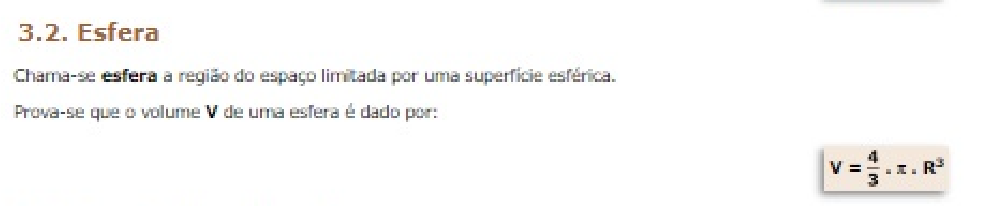 3.2. Esfera
Chama-se esfera a região do espaço limitada por uma superfície esférica.
Prova-se que o volume V de uma esfera é dado por:
V = 4/3 . π . R³